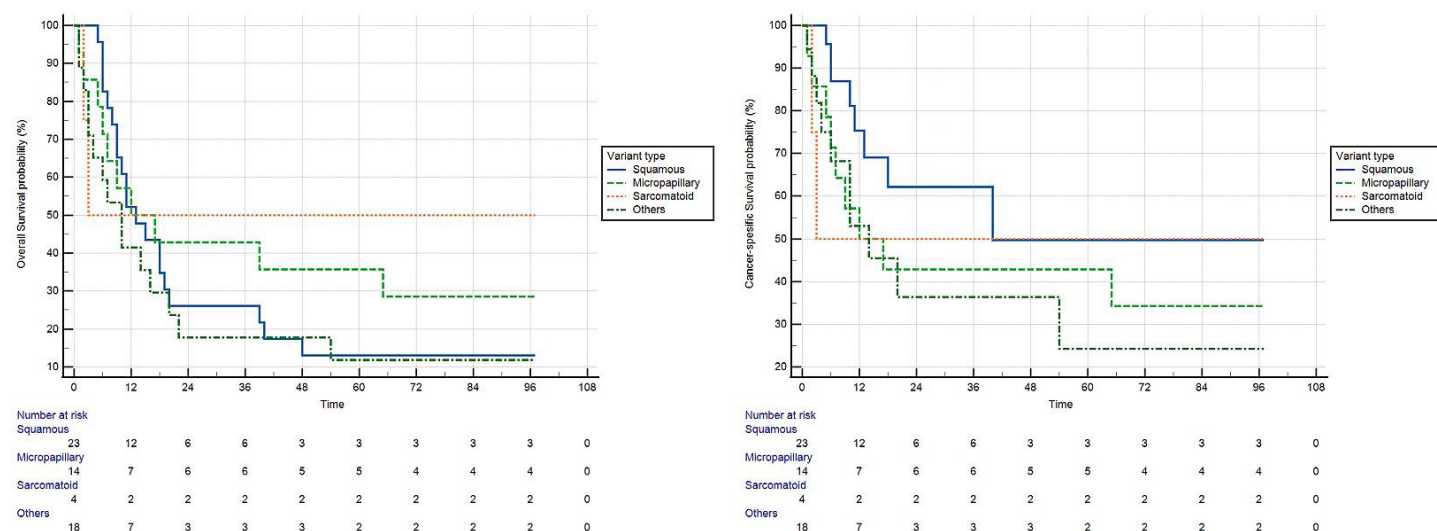 Overall Survival probability (%)
100
90
80
70
60
50
40
30
20
10
0 12 24 36 48 60 72 84 96 108
Time
Variant type
Squamous
Micropapillary
Sarcomatoid
Others
Number at risk
Squamous
23 12 6 6 3 3 3 3 3 0
Micropapillary
14 7 6 6 5 5 4 4 4 0
Sarcomatoid
4 2 2 2 2 2 2 2 2 0
Others
18 7 3 3 3 2 2 2 2 0
Cancer-spesific Survival probability (%)
100
90
80
70
60
50
40
30
20
0 12 24 36 48 60 72 84 96 108
Time
Variant type
Squamous
Micropapillary
Sarcomatoid
Others
Number at risk
Squamous
23 12 6 6 3 3 3 3 3 0
Micropapillary
14 7 6 6 5 5 4 4 4 0
Sarcomatoid
4 2 2 2 2 2 2 2 2 0
Others
18 7 3 3 3 2 2 2 2 0